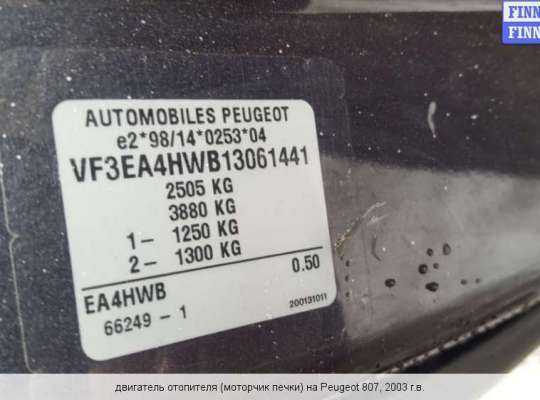 FINN
FINN
AUTOMOBILES PEUGEOT
e2*98/14*0253*04
VF3EA4HWB13061441
2505 KG
3880 KG
1- 1250 KG
2- 1300 KG
0.50
EA4HWB
66249 - 1
200131011
двигатель отопителя (моторчик печки) на Peugeot 807, 2003 г.в.